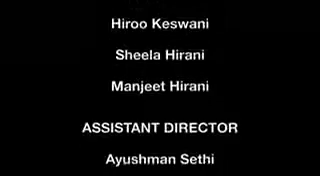 Hiroo Keswani
Sheela Hirani
Manjeet Hirani
ASSISTANT DIRECTOR
Ayushman Sethi